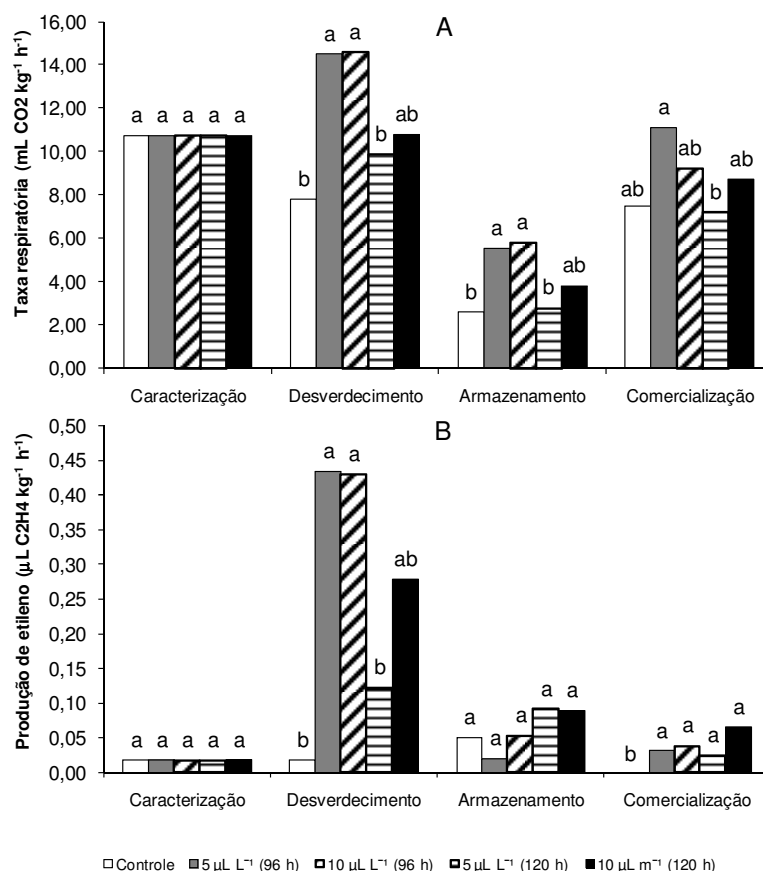 A
Taxa respiratória (mL CO2 kg⁻¹ h⁻¹)
16,00
14,00
12,00
10,00
8,00
6,00
4,00
2,00
0,00
a a a a a
b a a b ab
b a a b ab
ab a ab b ab
Caracterização Desverdecimento Armazenamento Comercialização
B
Produção de etileno (µL C2H4 kg⁻¹ h⁻¹)
0,50
0,45
0,40
0,35
0,30
0,25
0,20
0,15
0,10
0,05
0,00
a a a a a
b a a b ab
a a a a a
b a a a a
Caracterização Desverdecimento Armazenamento Comercialização
Controle 5 µL L⁻¹ (96 h) 10 µL L⁻¹ (96 h) 5 µL L⁻¹ (120 h) 10 µL m⁻¹ (120 h)